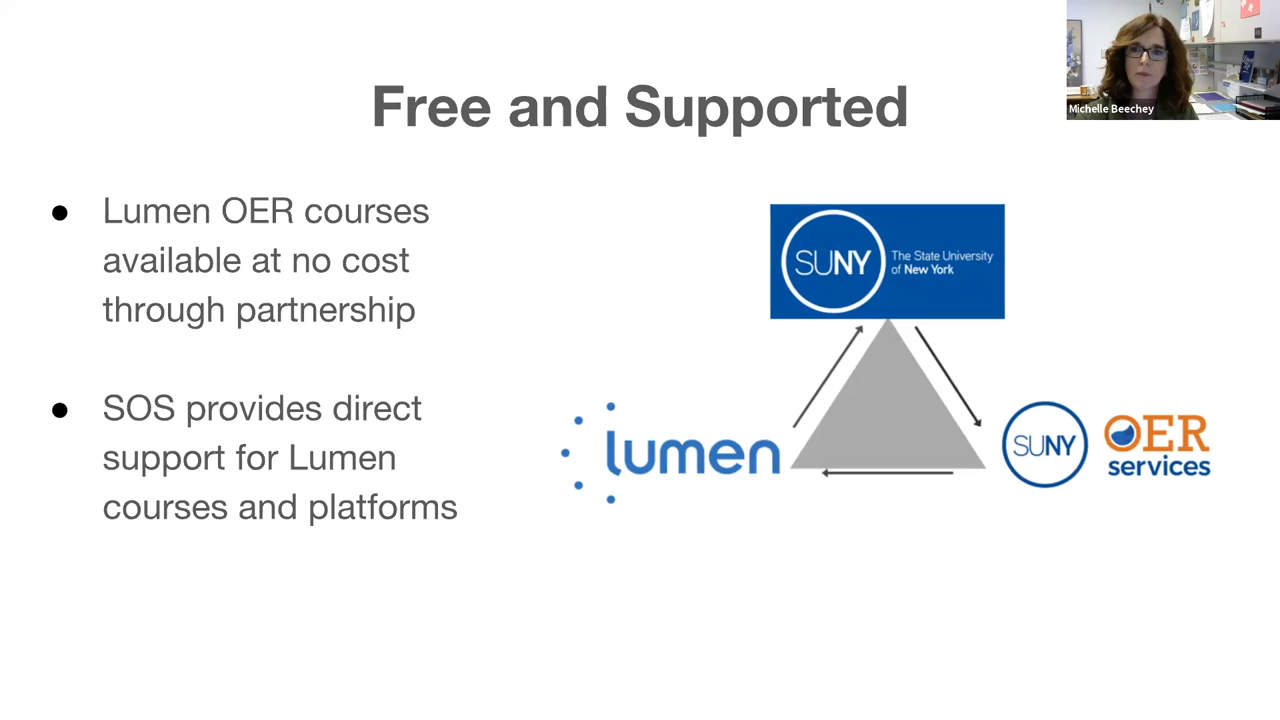 Free and Supported
Michelle Beechey
● Lumen OER courses
available at no cost
through partnership
● SOS provides direct
support for Lumen
courses and platforms
SUNY
The State University
of New York
lumen
SUNY
OER
services